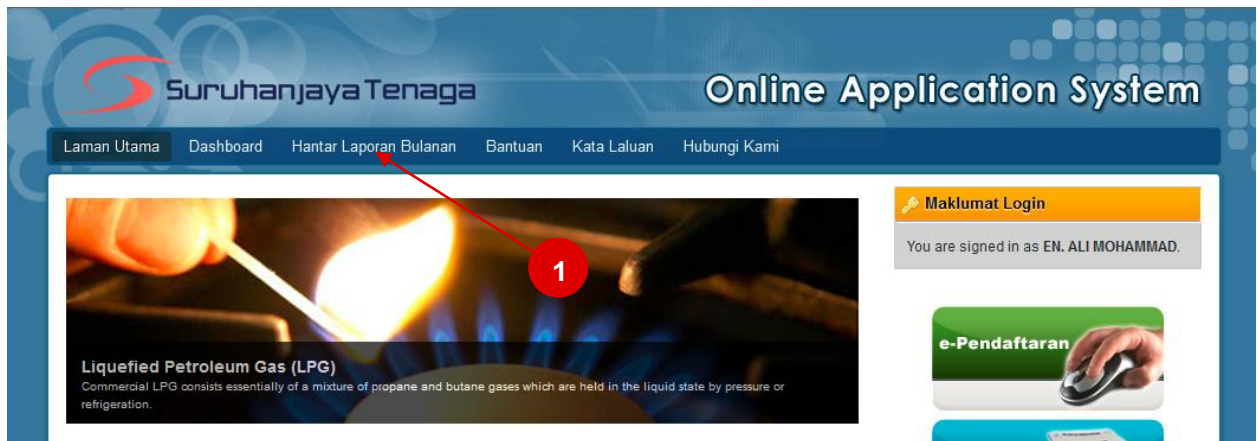 Suruhanjaya Tenaga
Online Application System
Laman Utama Dashboard Hantar Laporan Bulanan Bantuan Kata Laluan Hubungi Kami
Maklumat Login
You are signed in as EN. ALI MOHAMMAD.
1
Liquefied Petroleum Gas (LPG)
Commercial LPG consists essentially of a mixture of propane and butane gases which are held in the liquid state by pressure or
refrigeration.
e-Pendaftaran